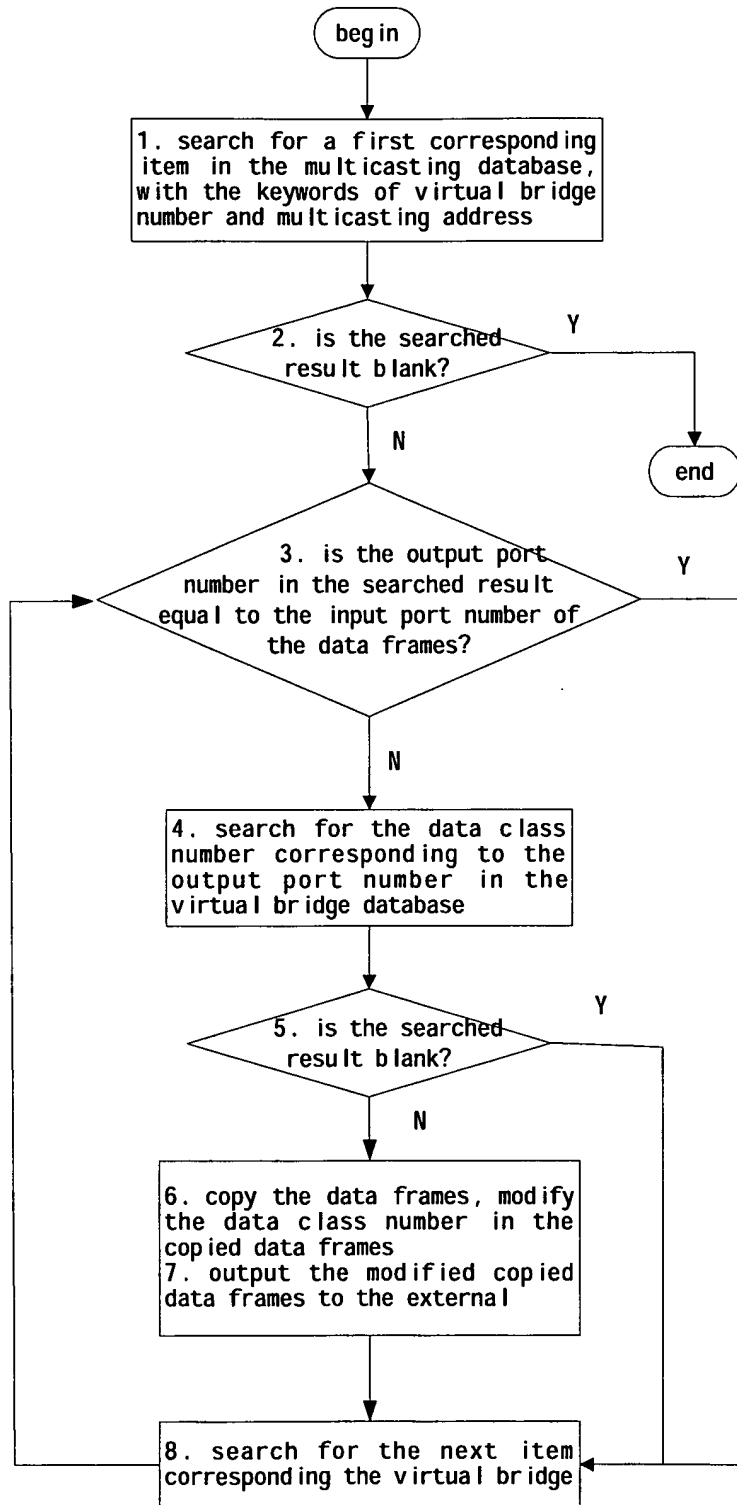 begin
1. search for a first corresponding
item in the multicasting database,
with the keywords of virtual bridge
number and multicasting address
2. is the searched
result blank?
Y
N
end
3. is the output port
number in the searched result
equal to the input port number of
the data frames?
Y
N
4. search for the data class
number corresponding to the
output port number in the
virtual bridge database
5. is the searched
result blank?
Y
N
6. copy the data frames, modify
the data class number in the
copied data frames
7. output the modified copied
data frames to the external
8. search for the next item
corresponding the virtual bridge